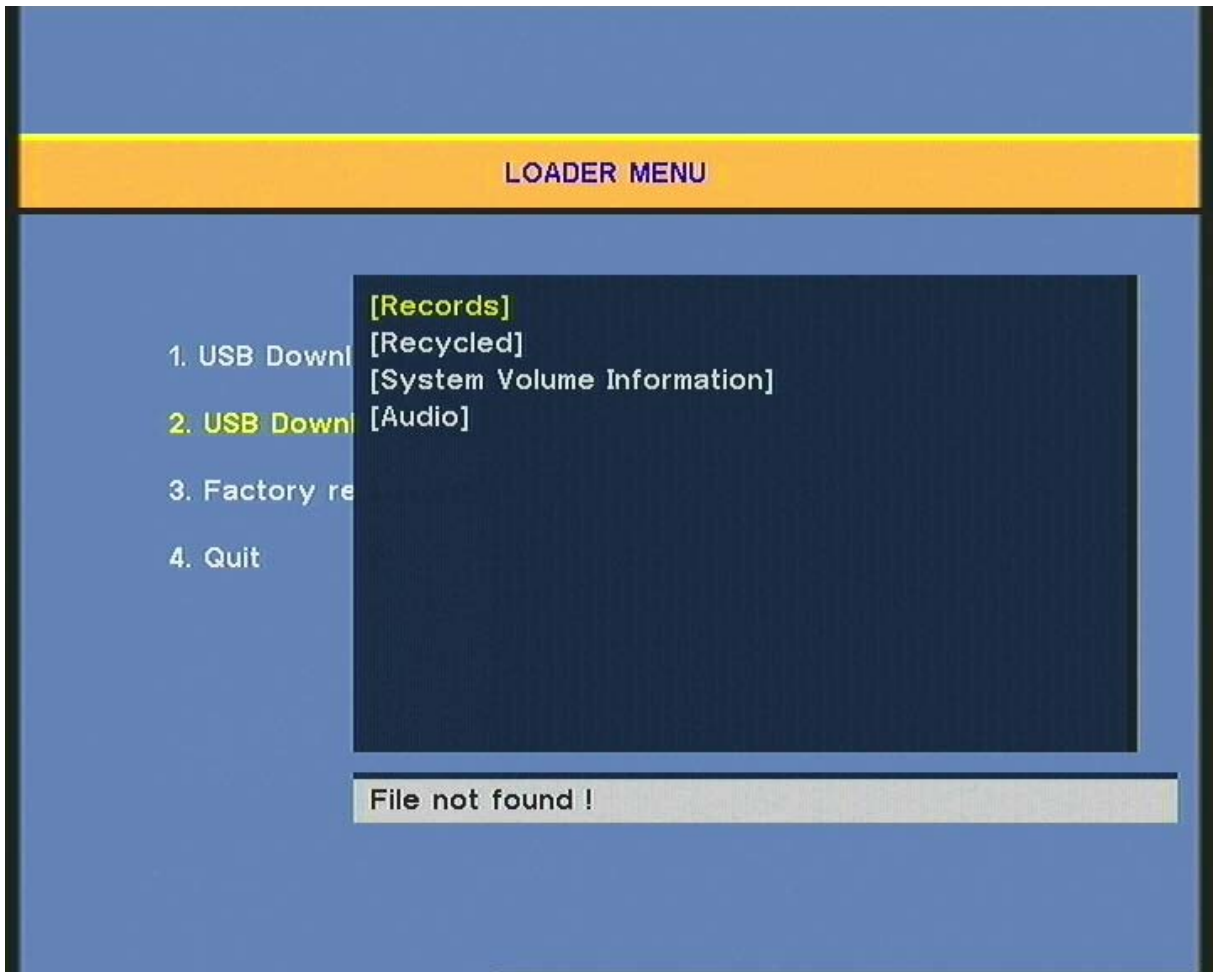 LOADER MENU
[Records]
[Recycled]
1. USB Downl
[System Volume Information]
2. USB Down
[Audio]
3. Factory re
4. Quit
File not found !